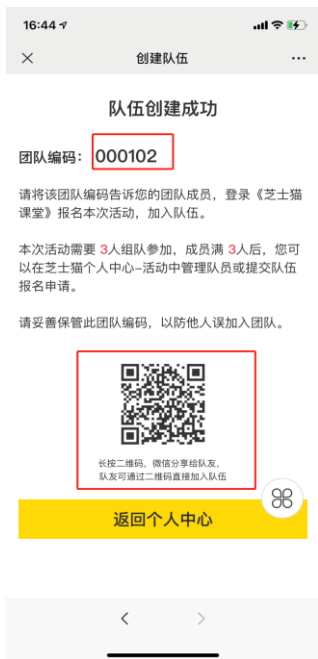 16:44
创建队伍
队伍创建成功
团队编码：000102
请将该团队编码告诉您的团队成员，登录《芝士猫
课堂》报名本次活动，加入队伍。
本次活动需要 3人组队参加，成员满 3人后，您可
以在芝士猫个人中心–活动中管理队员或提交队伍
报名申请。
请妥善保管此团队编码，以防他人误加入团队。
长按二维码，微信分享给队友，
队友可通过二维码直接加入队伍
返回个人中心